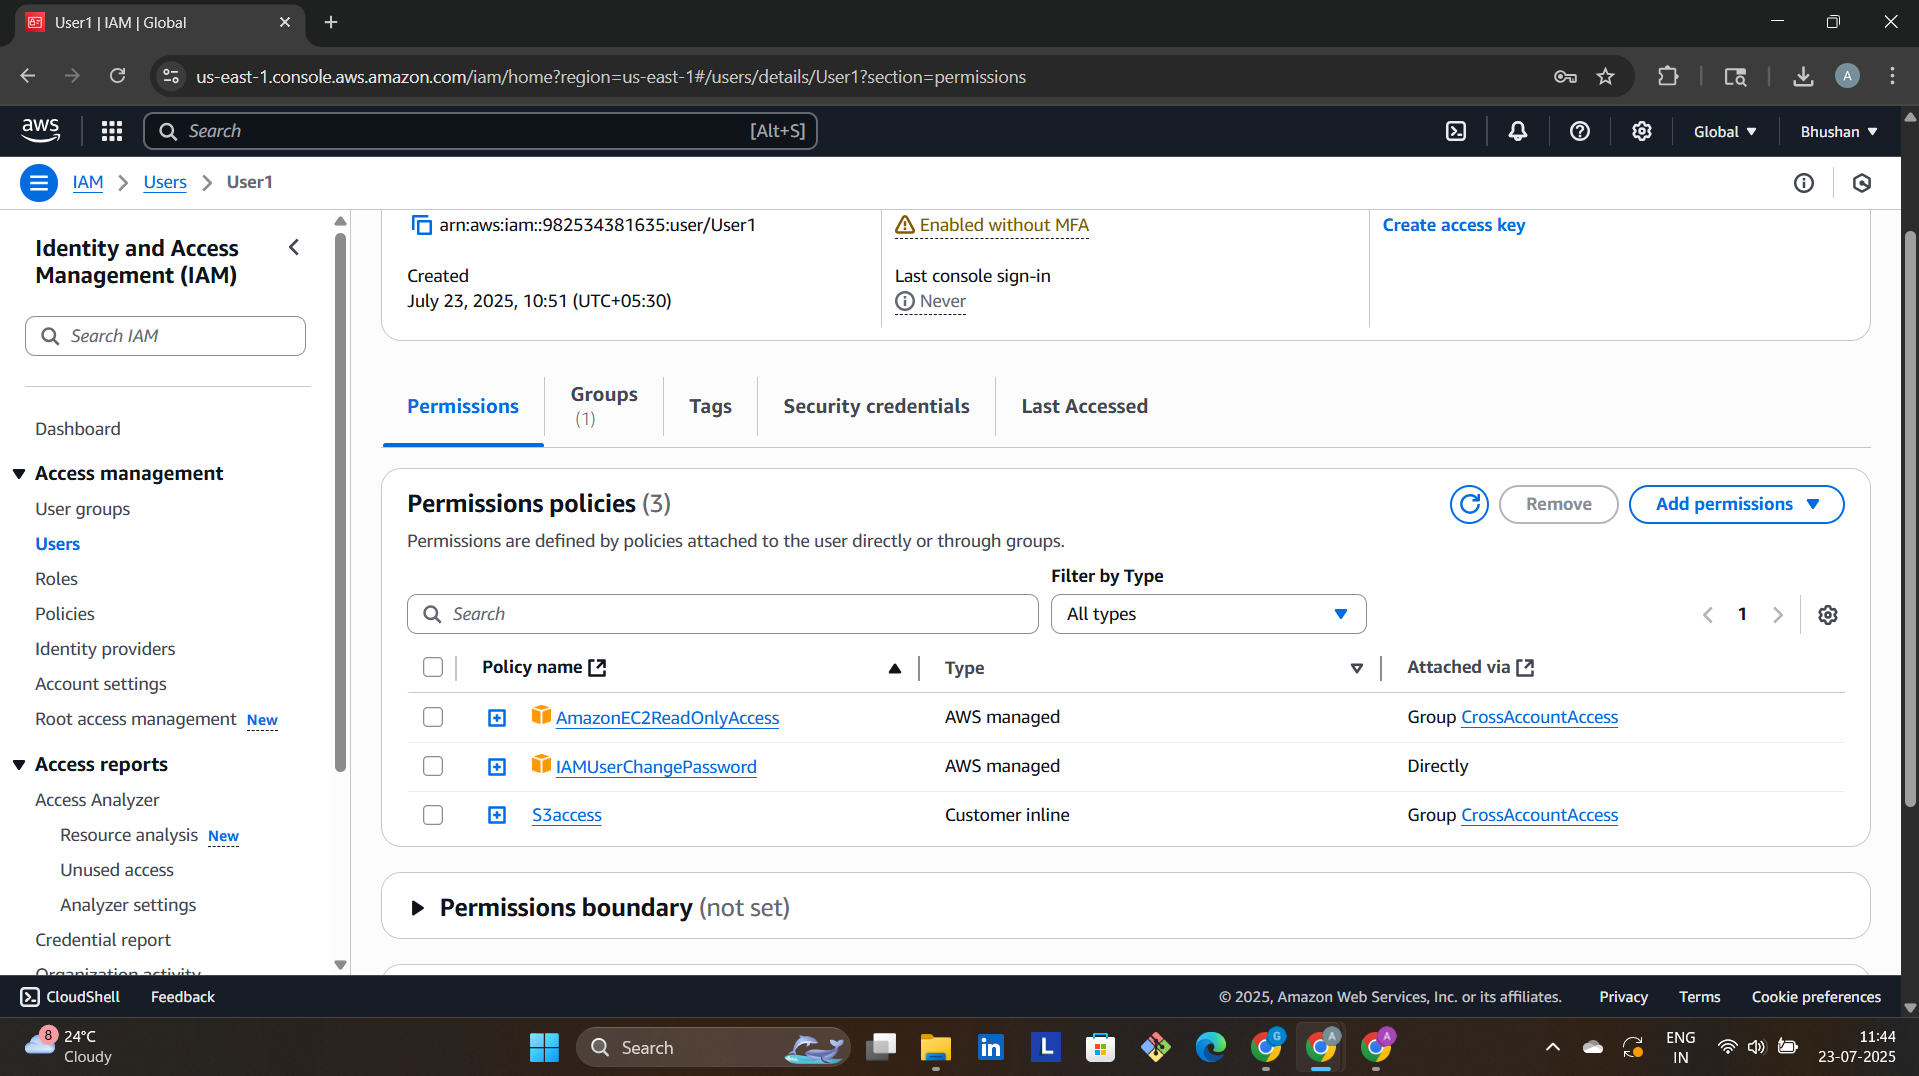 User1 | IAM | Global
us-east-1.console.aws.amazon.com/iam/home?region=us-east-1#/users/details/User1?section=permissions
A
aws
Search
[Alt+S]
Global
Bhushan
IAM
Users
User1
Identity and Access
Management (IAM)
Search IAM
Dashboard
Access management
User groups
Users
Roles
Policies
Identity providers
Account settings
Root access management New
Access reports
Access Analyzer
Resource analysis New
Unused access
Analyzer settings
Credential report
Organization activity
arn:aws:iam::982534381635:user/User1
Created
July 23, 2025, 10:51 (UTC+05:30)
Enabled without MFA
Last console sign-in
Never
Create access key
Permissions
Groups
(1)
Tags
Security credentials
Last Accessed
Permissions policies (3)
Remove
Add permissions
Permissions are defined by policies attached to the user directly or through groups.
Filter by Type
Search
All types
1
Policy name
Type
Attached via
AmazonEC2ReadOnlyAccess
AWS managed
Group CrossAccountAccess
IAMUserChangePassword
AWS managed
Directly
S3access
Customer inline
Group CrossAccountAccess
Permissions boundary (not set)
CloudShell
Feedback
© 2025, Amazon Web Services, Inc. or its affiliates.
Privacy
Terms
Cookie preferences
8
24°C
Cloudy
Search
in
L
G
A
A
ENG
IN
11:44
23-07-2025